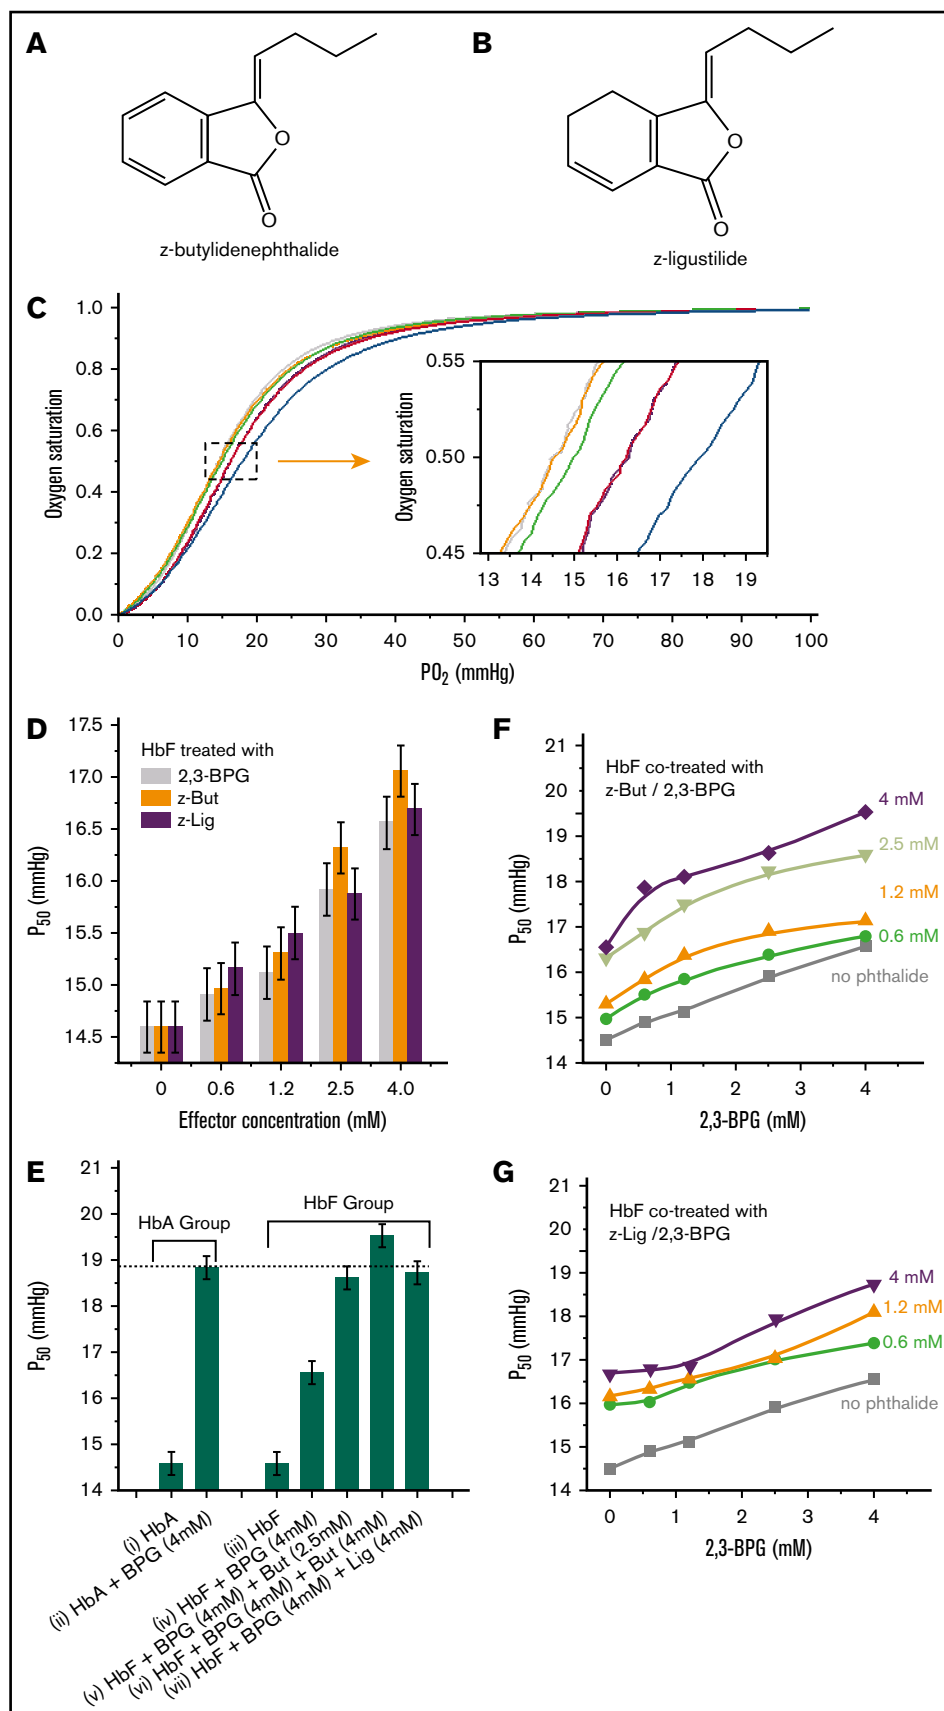 A
B
O
O
z-butylidenephthalide
O
O
z-ligustilide
C
1.0
0.8
0.6
0.4
0.2
0.0
Oxygen saturation
0 10 20 30 40 50 60 70 80 90 100
PO2 (mmHg)
0.55
0.50
0.45
Oxygen saturation
13 14 15 16 17 18 19
D
17.5
17.0
16.5
16.0
15.5
15.0
14.5
P50 (mmHg)
HbF treated with
2,3-BPG
z-But
z-Lig
0 0.6 1.2 2.5 4.0
Effector concentration (mM)
F
21
20
19
18
17
16
15
14
P50 (mmHg)
HbF co-treated with
z-But / 2,3-BPG
4 mM
2.5 mM
1.2 mM
0.6 mM
no phthalide
0 1 2 3 4
2,3-BPG (mM)
E
21
20
19
18
17
16
15
14
P50 (mmHg)
HbA Group
HbF Group
(i) HbA
(ii) HbA + BPG (4mM)
(iii) HbF
(iv) HbF + BPG (4mM)
(v) HbF + BPG (4mM) + But (2.5mM)
(vi) HbF + BPG (4mM) + But (4mM)
(vii) HbF + BPG (4mM) + Lig (4mM)
G
21
20
19
18
17
16
15
14
P50 (mmHg)
HbF co-treated with
z-Lig /2,3-BPG
4 mM
1.2 mM
0.6 mM
no phthalide
0 1 2 3 4
2,3-BPG (mM)